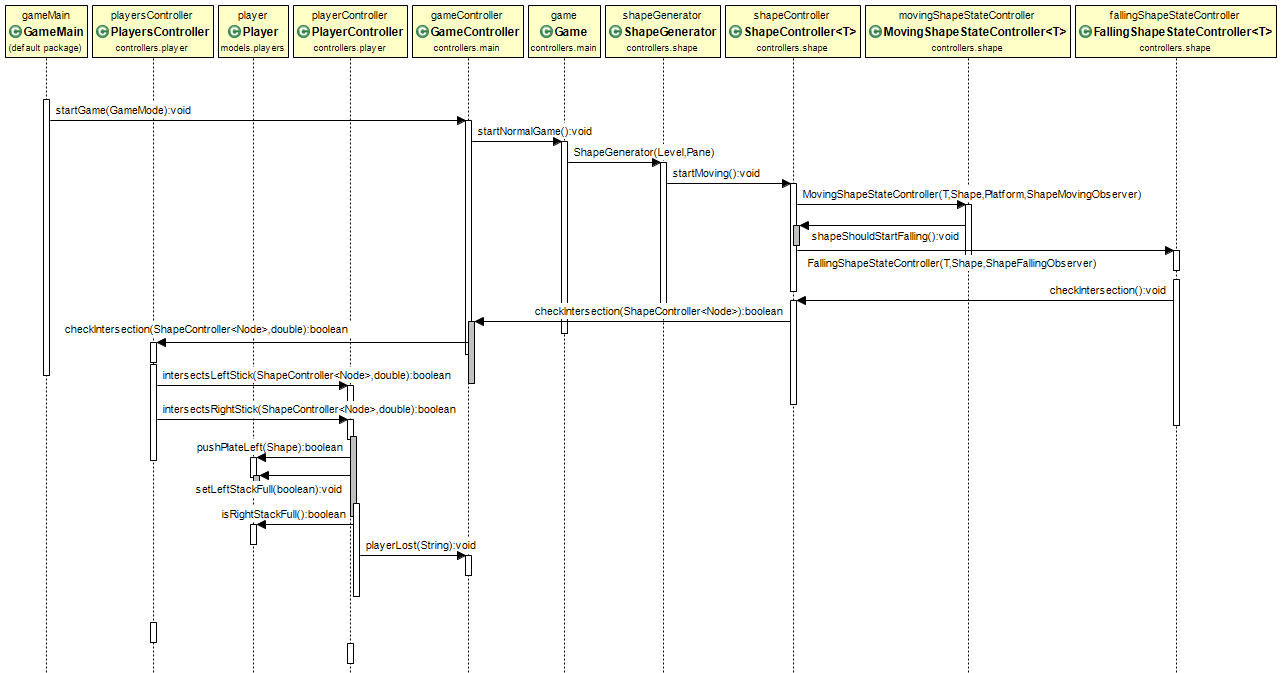 gameMain playersController player playerController gameController game shapeGenerator shapeController movingShapeStateController fallingShapeStateController
C GameMain C PlayersController C Player C PlayerController C GameController C Game C ShapeGenerator C ShapeController<T> C MovingShapeStateController<T> C FallingShapeStateController<T>
(default package) controllers.player models.players controllers.player controllers.main controllers.main controllers.shape controllers.shape controllers.shape controllers.shape
startGame(GameMode):void
startNormalGame():void
ShapeGenerator(Level,Pane)
startMoving():void
MovingShapeStateController(T,Shape,Platform,ShapeMovingObserver)
shapeShouldStartFalling():void
FallingShapeStateController(T,Shape,ShapeFallingObserver)
checkIntersection():void
checkIntersection(ShapeController<Node>):boolean
checkIntersection(ShapeController<Node>,double):boolean
intersectsLeftStick(ShapeController<Node>,double):boolean
intersectsRightStick(ShapeController<Node>,double):boolean
pushPlateLeft(Shape):boolean
setLeftStackFull(boolean):void
isRightStackFull():boolean
playerLost(String):void